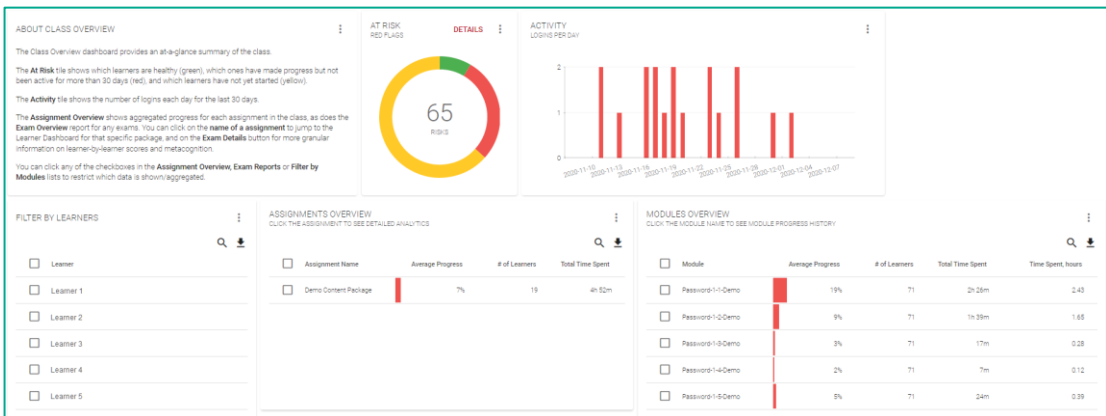 ABOUT CLASS OVERVIEW
The Class Overview dashboard provides an at-a-glance summary of the class.
The At Risk tile shows which learners are healthy (green), which ones have made progress but not
been active for more than 30 days (red), and which learners have not yet started (yellow).
The Activity tile shows the number of logins each day for the last 30 days.
The Assignment Overview shows aggregated progress for each assignment in the class, as does the
Exam Overview report for any exams. You can click on the name of a assignment to jump to the
Learner Dashboard for that specific package, and on the Exam Details button for more granular
information on learner-by-learner scores and metacognition.
You can click any of the checkboxes in the Assignment Overview, Exam Reports or Filter by
Modules lists to restrict which data is shown/aggregated.
AT RISK
RED FLAGS
DETAILS
65
RISKS
ACTIVITY
LOGINS PER DAY
2
1
0
2020-11-10 2020-11-13 2020-11-16 2020-11-19 2020-11-22 2020-11-25 2020-11-28 2020-12-01 2020-12-04 2020-12-07
FILTER BY LEARNERS
Learner
Learner 1
Learner 2
Learner 3
Learner 4
Learner 5
ASSIGNMENTS OVERVIEW
CLICK THE ASSIGNMENT TO SEE DETAILED ANALYTICS
Assignment Name Average Progress # of Learners Total Time Spent
Demo Content Package 7% 19 4h 52m
MODULES OVERVIEW
CLICK THE MODULE NAME TO SEE MODULE PROGRESS HISTORY
Module Average Progress # of Learners Total Time Spent Time Spent, hours
Password-1-1-Demo 19% 71 2h 26m 2.43
Password-1-2-Demo 9% 71 1h 39m 1.65
Password-1-3-Demo 3% 71 17m 0.28
Password-1-4-Demo 2% 71 7m 0.12
Password-1-5-Demo 5% 71 24m 0.39